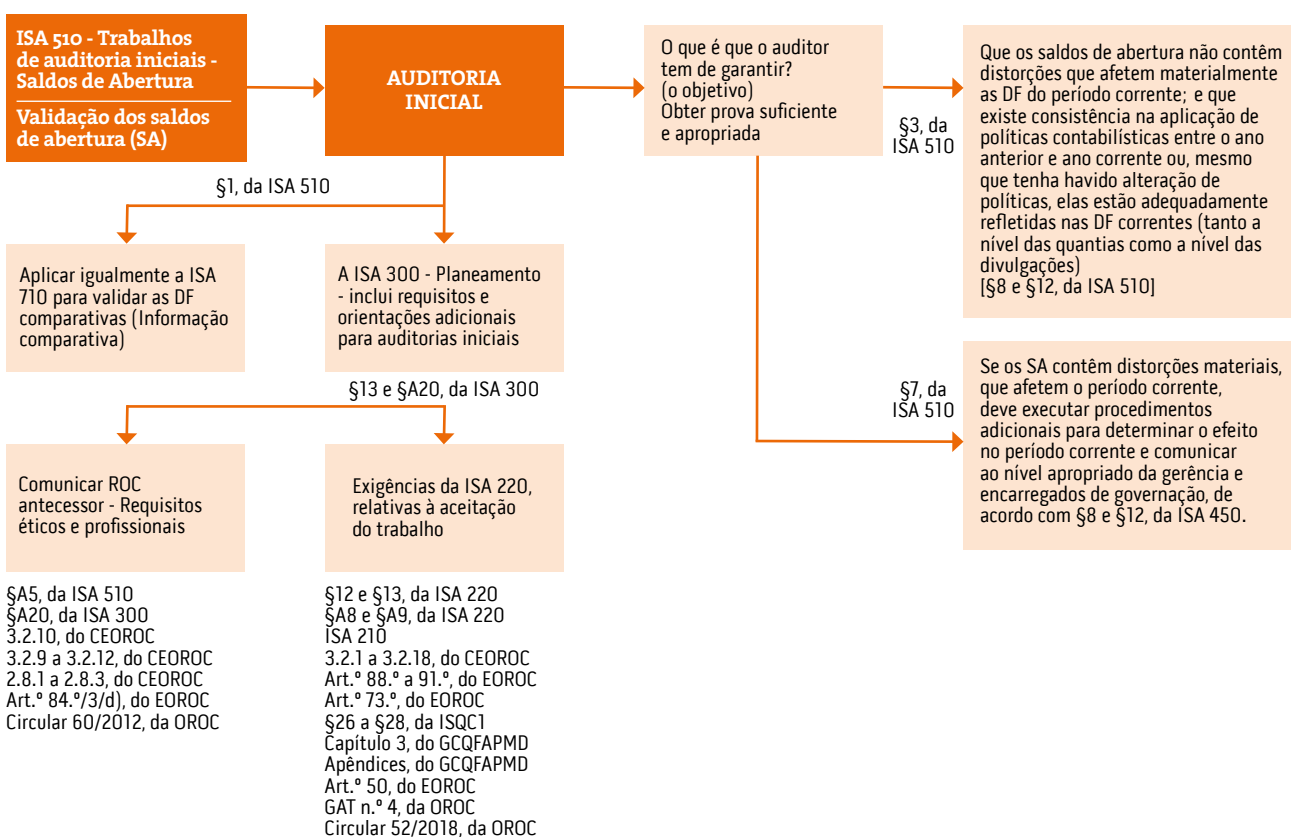 ISA 510 - Trabalhos
de auditoria iniciais -
Saldos de Abertura
Validação dos saldos
de abertura (SA)
AUDITORIA
INICIAL
O que é que o auditor
tem de garantir?
(o objetivo)
Obter prova suficiente
e apropriada
§3, da
ISA 510
Que os saldos de abertura não contêm
distorções que afetem materialmente
as DF do período corrente; e que
existe consistência na aplicação de
políticas contabilísticas entre o ano
anterior e ano corrente ou, mesmo
que tenha havido alteração de
políticas, elas estão adequadamente
refletidas nas DF correntes (tanto a
nível das quantias como a nível das
divulgações)
[§8 e §12, da ISA 510]
§1, da ISA 510
Aplicar igualmente a ISA
710 para validar as DF
comparativas (Informação
comparativa)
A ISA 300 - Planeamento
- inclui requisitos e
orientações adicionais
para auditorias iniciais
§7, da
ISA 510
Se os SA contêm distorções materiais,
que afetem o período corrente,
deve executar procedimentos
adicionais para determinar o efeito
no período corrente e comunicar
ao nível apropriado da gerência e
encarregados de governação, de
acordo com §8 e §12, da ISA 450.
§13 e §A20, da ISA 300
Comunicar ROC
antecessor - Requisitos
éticos e profissionais
Exigências da ISA 220,
relativas à aceitação
do trabalho
§A5, da ISA 510
§A20, da ISA 300
3.2.10, do CEOROC
3.2.9 a 3.2.12, do CEOROC
2.8.1 a 2.8.3, do CEOROC
Art.º 84.º/3/d), do EOROC
Circular 60/2012, da OROC
§12 e §13, da ISA 220
§A8 e §A9, da ISA 220
ISA 210
3.2.1 a 3.2.18, do CEOROC
Art.º 88.º a 91.º, do EOROC
Art.º 73.º, do EOROC
§26 a §28, da ISQC1
Capítulo 3, do GCQFAPMD
Apêndices, do GCQFAPMD
Art.º 50, do EOROC
GAT n.º 4, da OROC
Circular 52/2018, da OROC